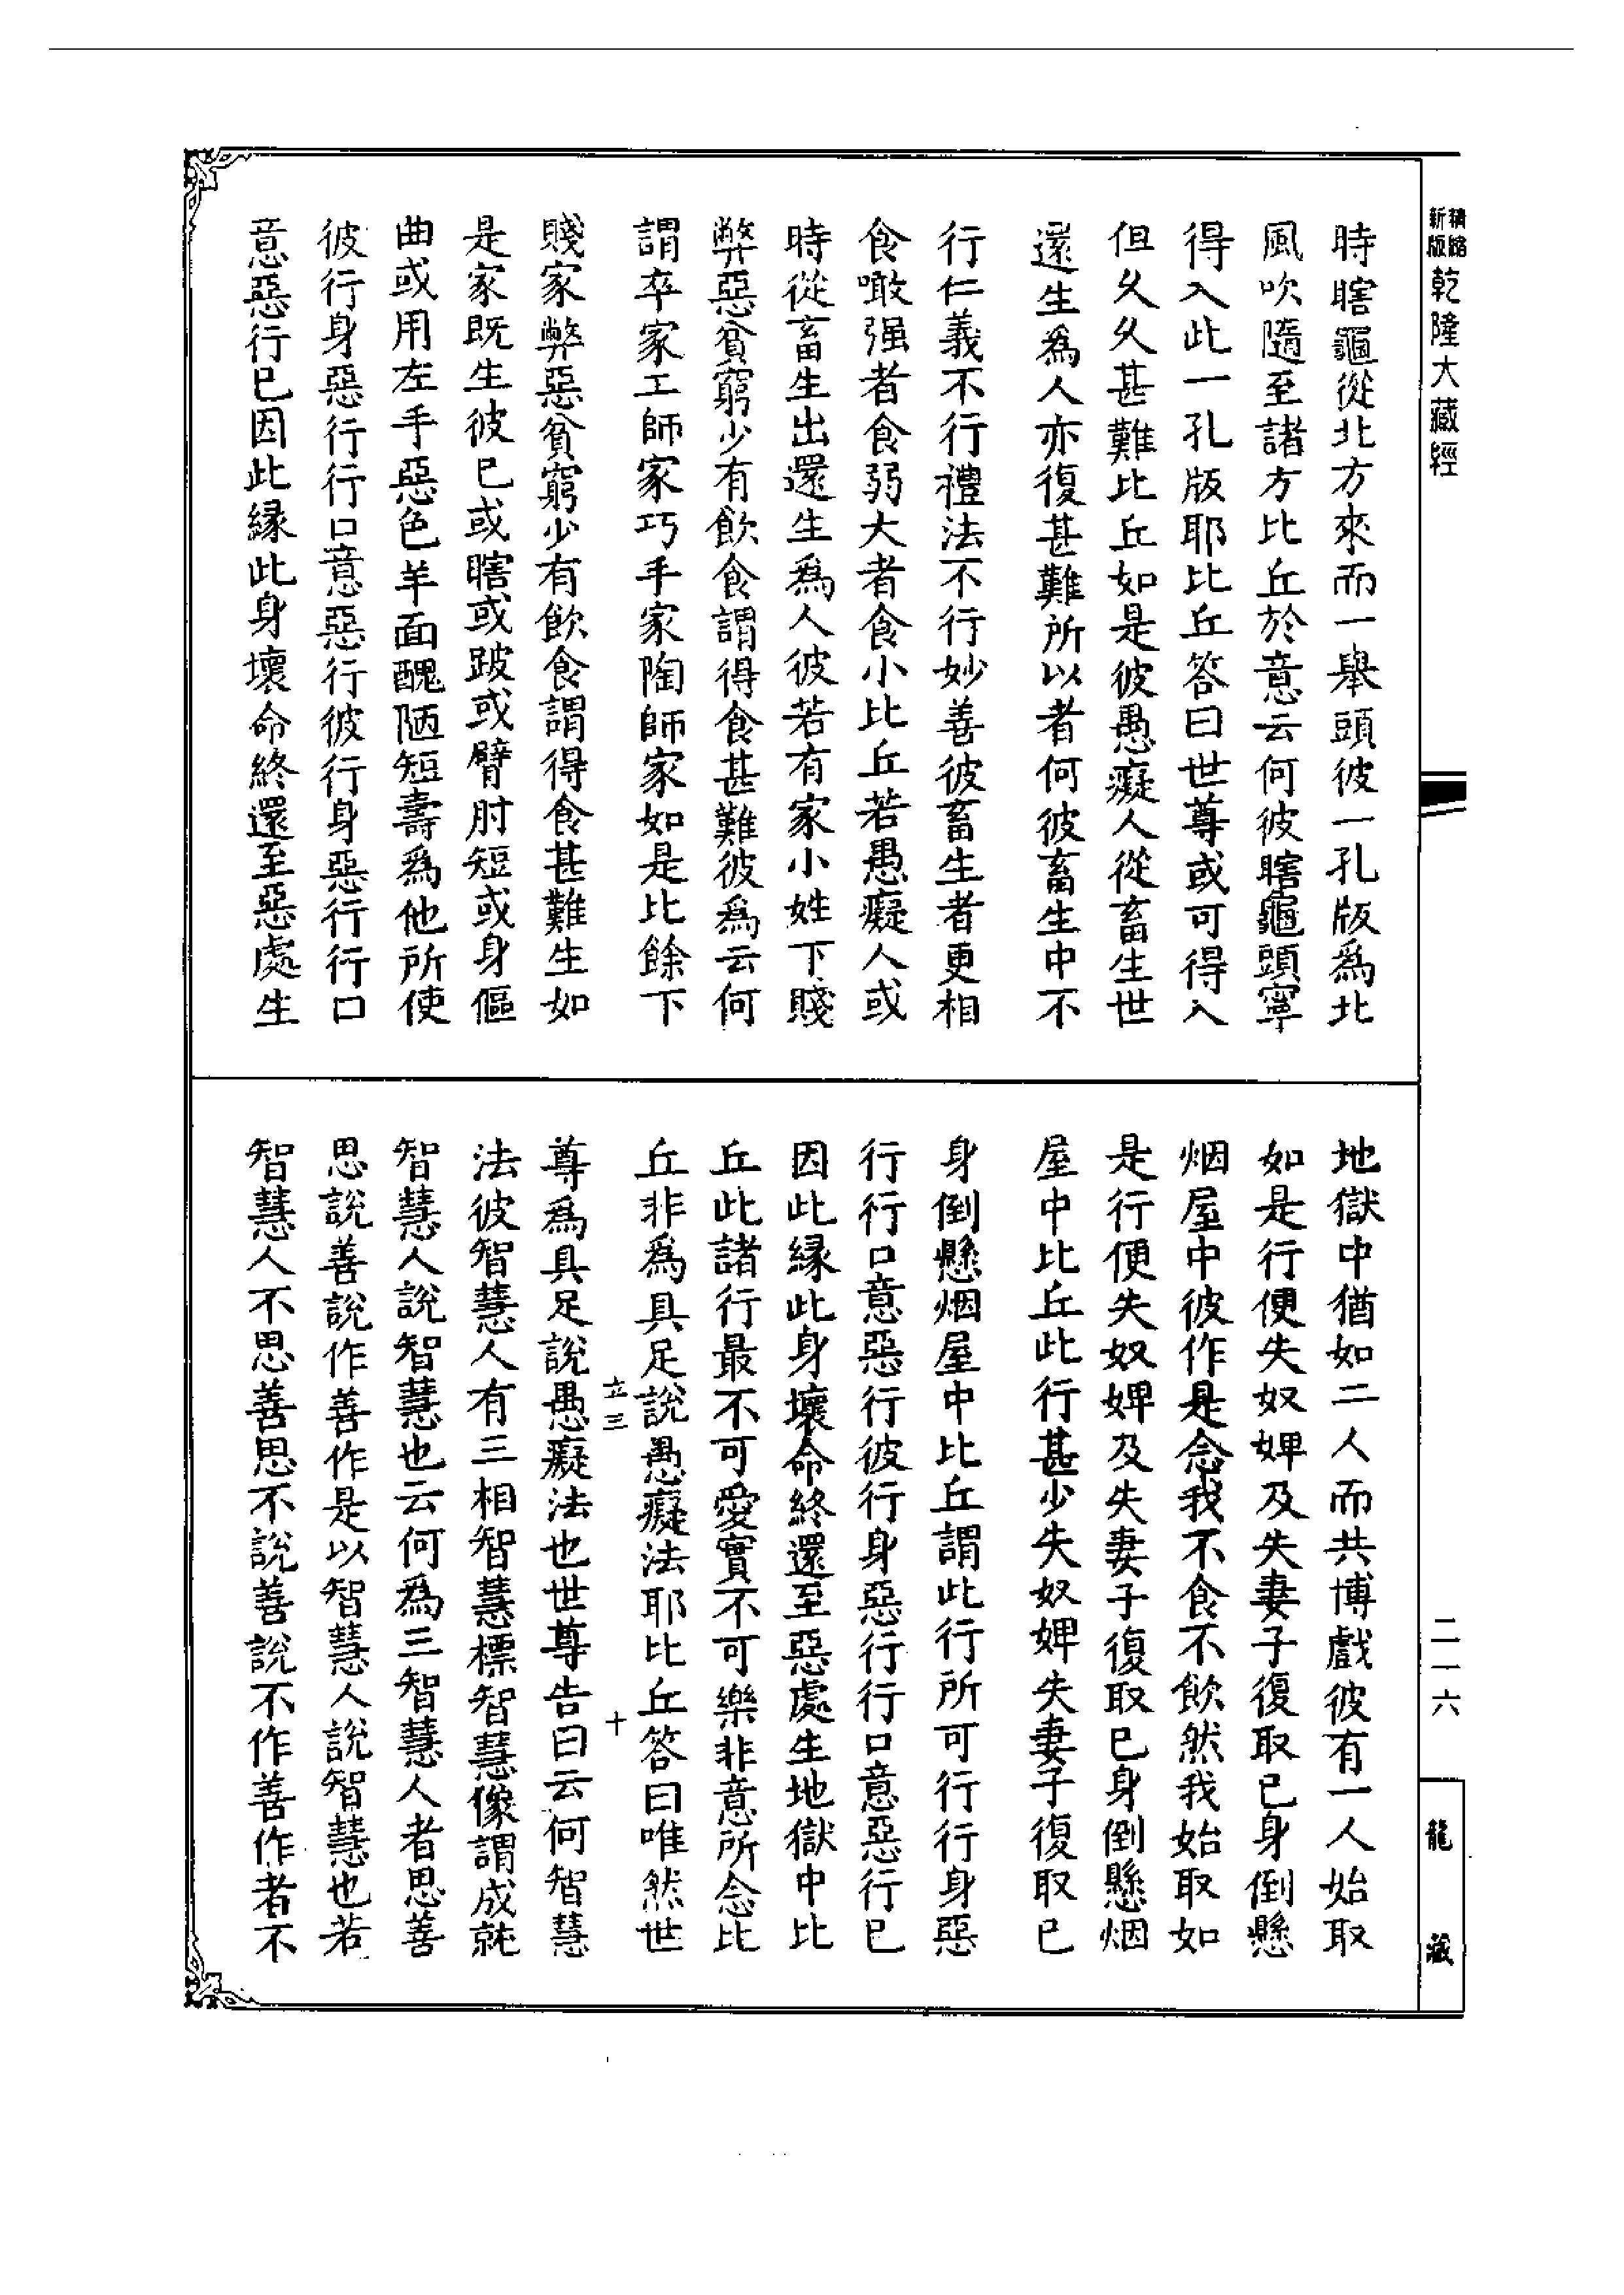 新版 精縮 乾隆大藏經
時瞎龜從北方來而一舉頭彼一孔版為北
風吹隨至諸方比丘於意云何彼瞎龜頭寧
得入此一孔版耶比丘答曰世尊或可得入
但久久甚難比丘如是彼愚癡人從畜生世
還生為人亦復甚難所以者何彼畜生中不
行仁義不行禮法不行妙善彼畜生者更相
食噉强者食弱大者食小比丘若愚癡人或
時從畜生出還生為人彼若有家小姓下賤
弊惡貧窮少有飲食謂得食甚難彼為云何
謂卒家工師家巧手家陶師家如是比餘下
賤家弊惡貧窮少有飲食謂得食甚難生如
是家既生彼已或瞎或跛或臂肘短或身傴
曲或用左手惡色羊面醜陋短壽為他所使
彼行身惡行行口意惡行彼行身惡行行口
意惡行已因此緣此身壞命終還至惡處生
地獄中猶如二人而共博戲彼有一人始取
如是行便失奴婢及失妻子復取已身倒懸
烟屋中彼作是念我不食不飲然我始取如
是行便失奴婢及失妻子復取已身倒懸烟
屋中比丘此行甚少失奴婢失妻子復取已
身倒懸烟屋中比丘謂此行所可行行身惡
行行口意惡行彼行身惡行行口意惡行已
因此緣此身壞命終還至惡處生地獄中比
丘此諸行最不可愛實不可樂非意所念比
丘非為具足說愚癡法耶比丘答曰唯然世
立三 十
尊為具足說愚癡法也世尊告曰云何智慧
法彼智慧人有三相智慧標智慧像謂成就
智慧人說智慧也云何為三智慧人者思善
思說善說作善作是以智慧人說智慧也若
智慧人不思善思不說善說不作善作者不
二一六
龍藏